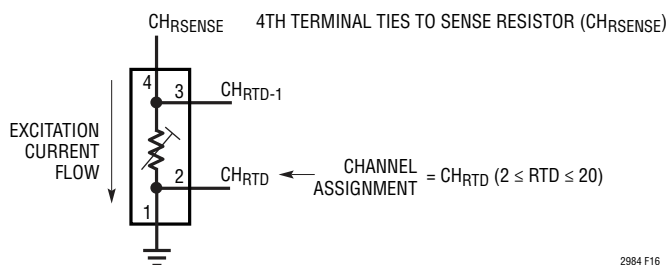 CHRSENSE 4TH TERMINAL TIES TO SENSE RESISTOR (CHRSENSE)
4
3 CHRTD-1
EXCITATION
CURRENT
FLOW
2 CHRTD
CHANNEL
ASSIGNMENT = CHRTD (2 ≤ RTD ≤ 20)
1
2984 F16